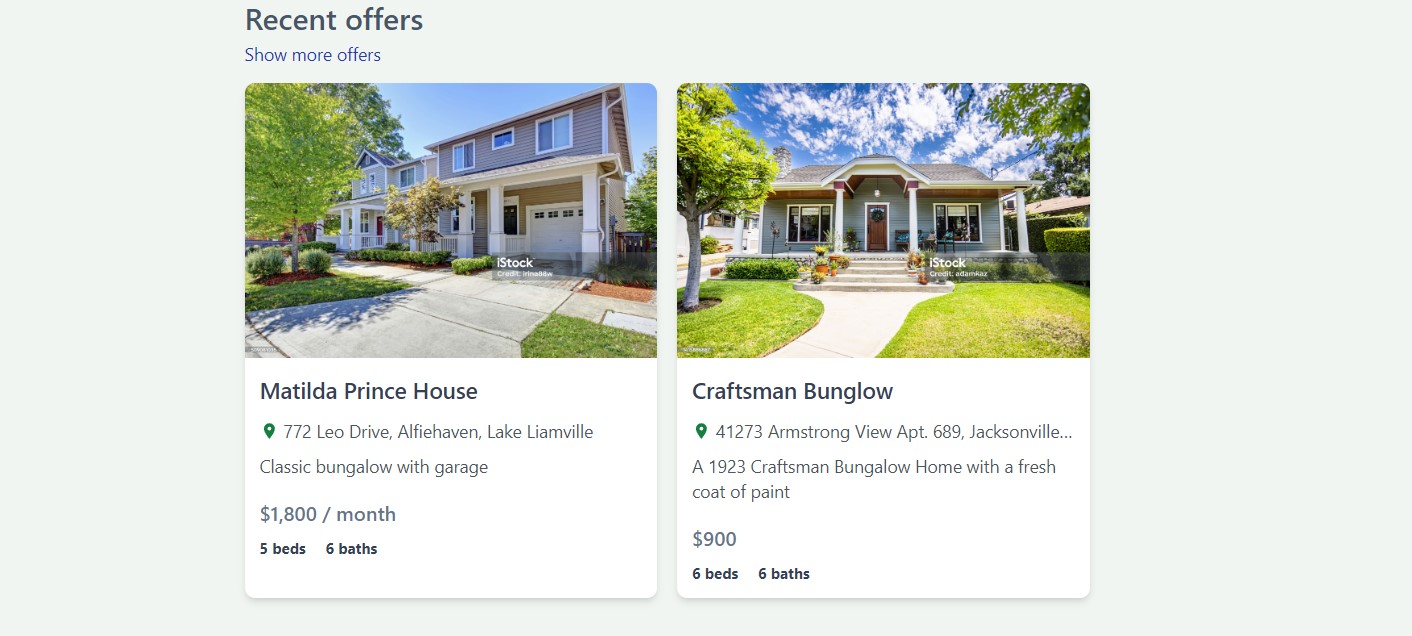 Recent offers
Show more offers
iStock
Credit: irina88w
iStock
Credit: adamkaz
Matilda Prince House
772 Leo Drive, Alfiehaven, Lake Liamville
Classic bungalow with garage
$1,800 / month
5 beds 6 baths
Craftsman Bunglow
41273 Armstrong View Apt. 689, Jacksonville...
A 1923 Craftsman Bungalow Home with a fresh
coat of paint
$900
6 beds 6 baths